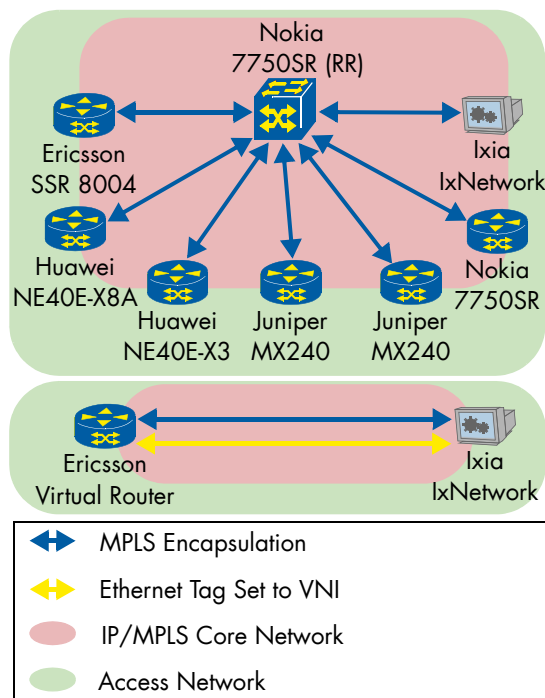 Nokia
7750SR (RR)
Ericsson
SSR 8004
Ixia
IxNetwork
Huawei
NE40E-X8A
Huawei
NE40E-X3
Juniper
MX240
Juniper
MX240
Nokia
7750SR
Ericsson
Virtual Router
Ixia
IxNetwork
MPLS Encapsulation
Ethernet Tag Set to VNI
IP/MPLS Core Network
Access Network